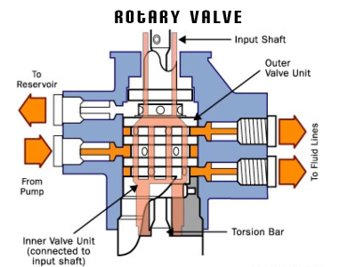 ROTARY VALVE
Input Shaft
To
Reservoir
Outer
Valve Unit
From
Pump
To Fluid Lines
Inner Valve Unit
(connected to
input shaft)
Torsion Bar